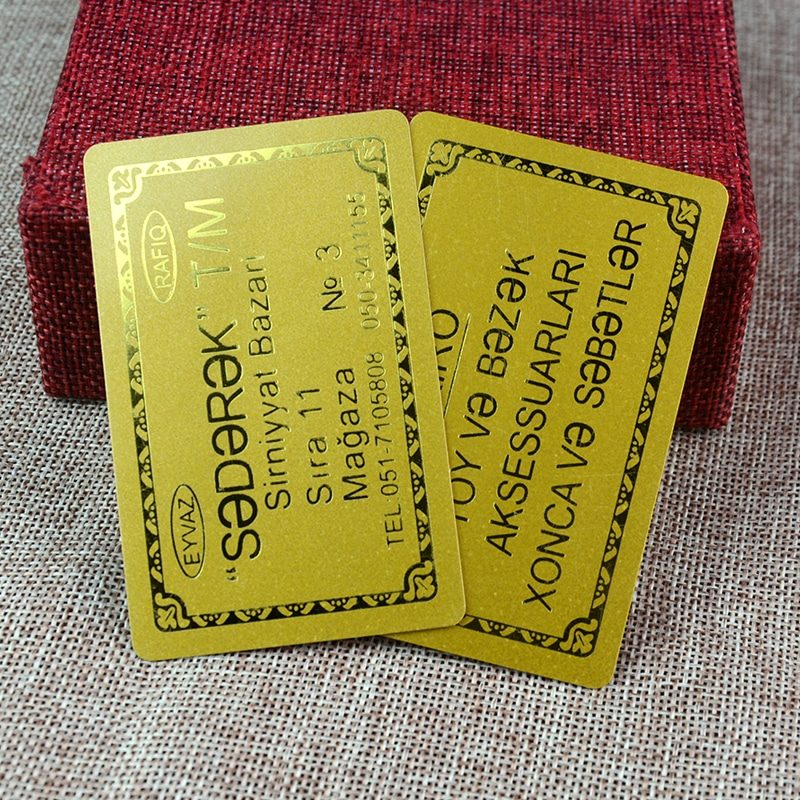 EYVAZ
RAFIQ
"SƏDƏRƏK" T/M
Sirniyyat Bazari
Sıra 11
Mağaza № 3
TEL:051-7105808 050-3411155
TOY VƏ BƏZƏK
AKSESSUARLARI
XONCA VƏ SƏBƏTLƏR